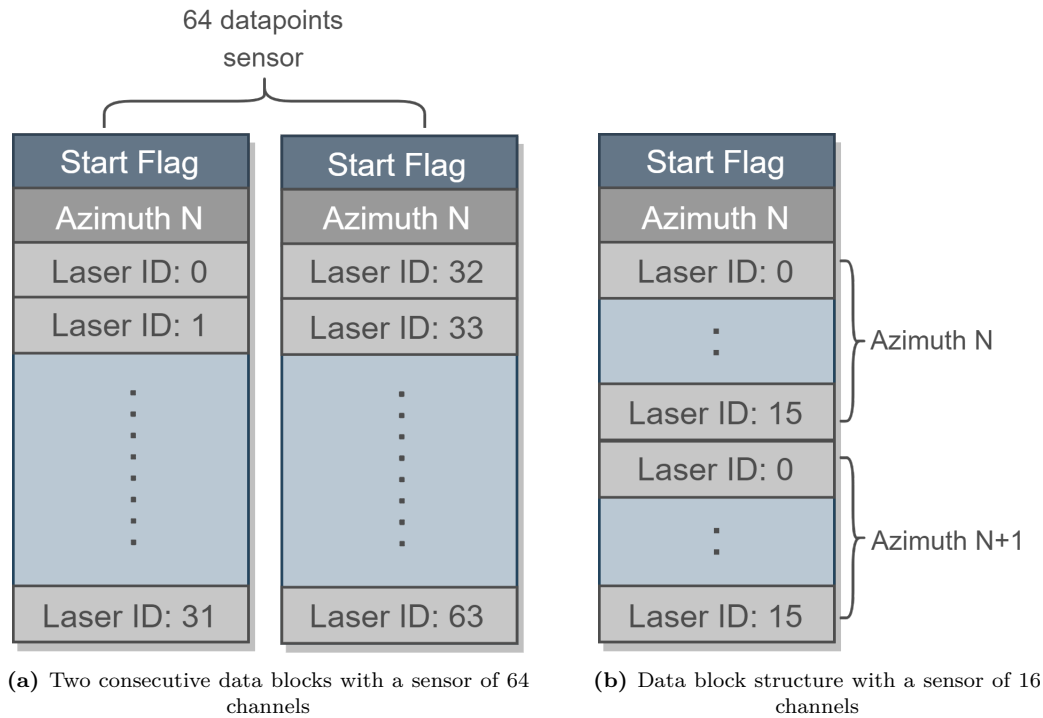 64 datapoints
sensor
Start Flag
Azimuth N
Laser ID: 0
Laser ID: 1
Laser ID: 31
Start Flag
Azimuth N
Laser ID: 32
Laser ID: 33
Laser ID: 63
(a) Two consecutive data blocks with a sensor of 64
channels
Start Flag
Azimuth N
Laser ID: 0
Laser ID: 15
Azimuth N
Laser ID: 0
Laser ID: 15
Azimuth N+1
(b) Data block structure with a sensor of 16
channels